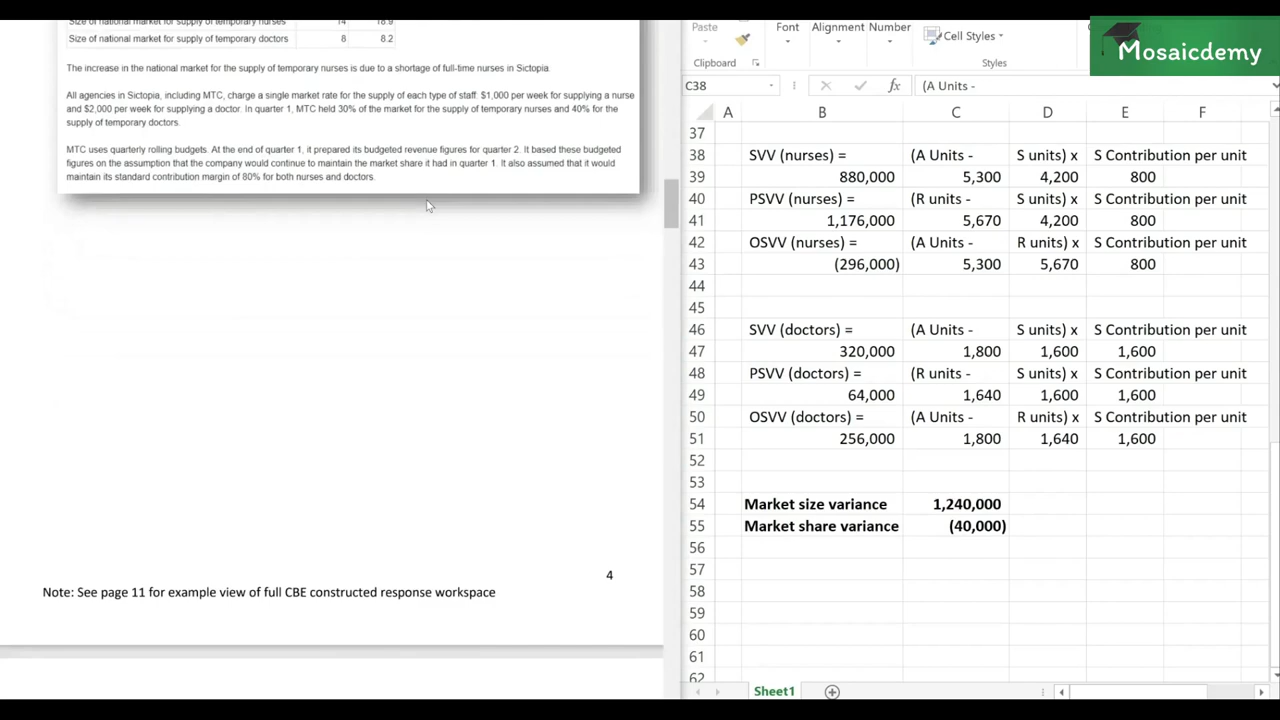 Size of national market for supply of temporary nurses 14 18.9
Size of national market for supply of temporary doctors 8 8.2
The increase in the national market for the supply of temporary nurses is due to a shortage of full-time nurses in Sictopia
All agencies in Sictopia, including MTC, charge a single market rate for the supply of each type of staff: $1,000 per week for supplying a nurse
and $2,000 per week for supplying a doctor. In quarter 1, MTC held 30% of the market for the supply of temporary nurses and 40% for the
supply of temporary doctors.
MTC uses quarterly rolling budgets. At the end of quarter 1, it prepared its budgeted revenue figures for quarter 2. It based these budgeted
figures on the assumption that the company would continue to maintain the market share it had in quarter 1. It also assumed that it would
maintain its standard contribution margin of 80% for both nurses and doctors.
4
Note: See page 11 for example view of full CBE constructed response workspace
Paste Font Alignment Number Cell Styles
Clipboard Styles
Mosaicdemy
C38 fx (A Units -
A B C D E F
37
38 SVV (nurses) = (A Units - S units) x S Contribution per unit
39 880,000 5,300 4,200 800
40 PSVV (nurses) = (R units - S units) x S Contribution per unit
41 1,176,000 5,670 4,200 800
42 OSVV (nurses) = (A Units - R units) x S Contribution per unit
43 (296,000) 5,300 5,670 800
44
45
46 SVV (doctors) = (A Units - S units) x S Contribution per unit
47 320,000 1,800 1,600 1,600
48 PSVV (doctors) = (R units - S units) x S Contribution per unit
49 64,000 1,640 1,600 1,600
50 OSVV (doctors) = (A Units - R units) x S Contribution per unit
51 256,000 1,800 1,640 1,600
52
53
54 Market size variance 1,240,000
55 Market share variance (40,000)
56
57
58
59
60
61
62
Sheet1